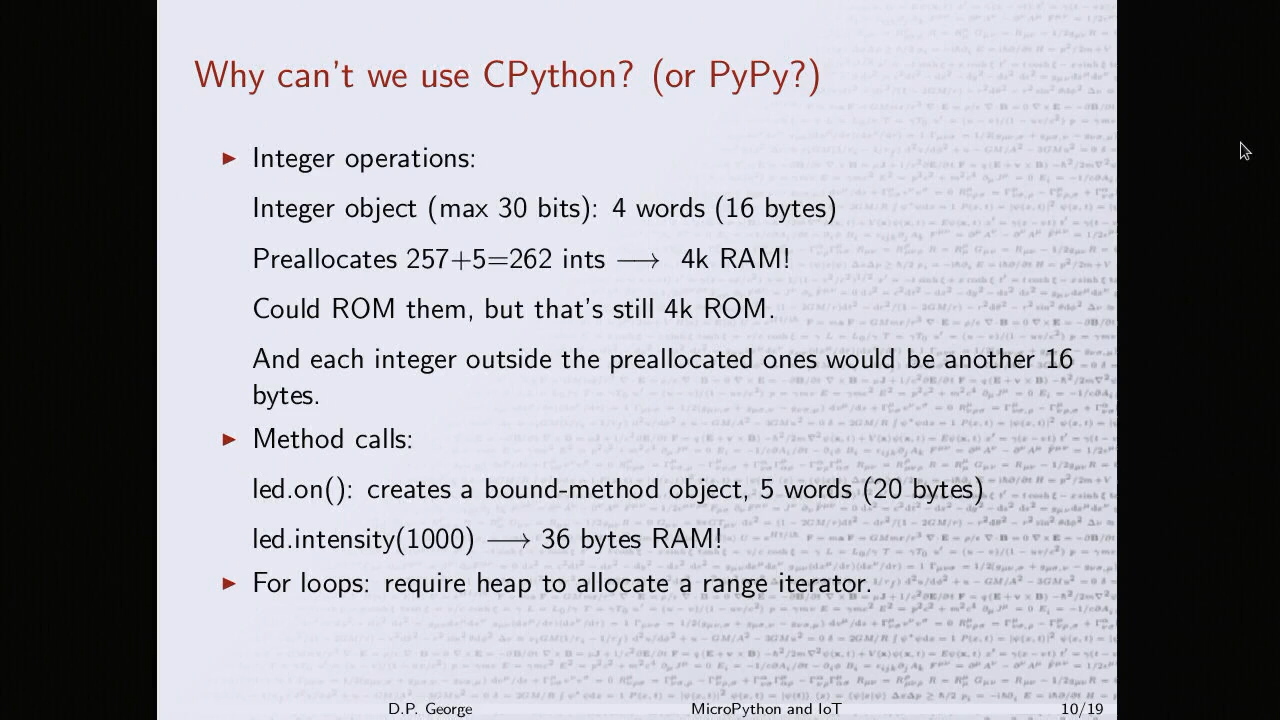 Why can't we use CPython? (or PyPy?)
▶ Integer operations:
Integer object (max 30 bits): 4 words (16 bytes)
Preallocates 257+5=262 ints ⟶ 4k RAM!
Could ROM them, but that's still 4k ROM.
And each integer outside the preallocated ones would be another 16
bytes.
▶ Method calls:
led.on(): creates a bound-method object, 5 words (20 bytes)
led.intensity(1000) ⟶ 36 bytes RAM!
▶ For loops: require heap to allocate a range iterator.
D.P. George MicroPython and IoT 10/19